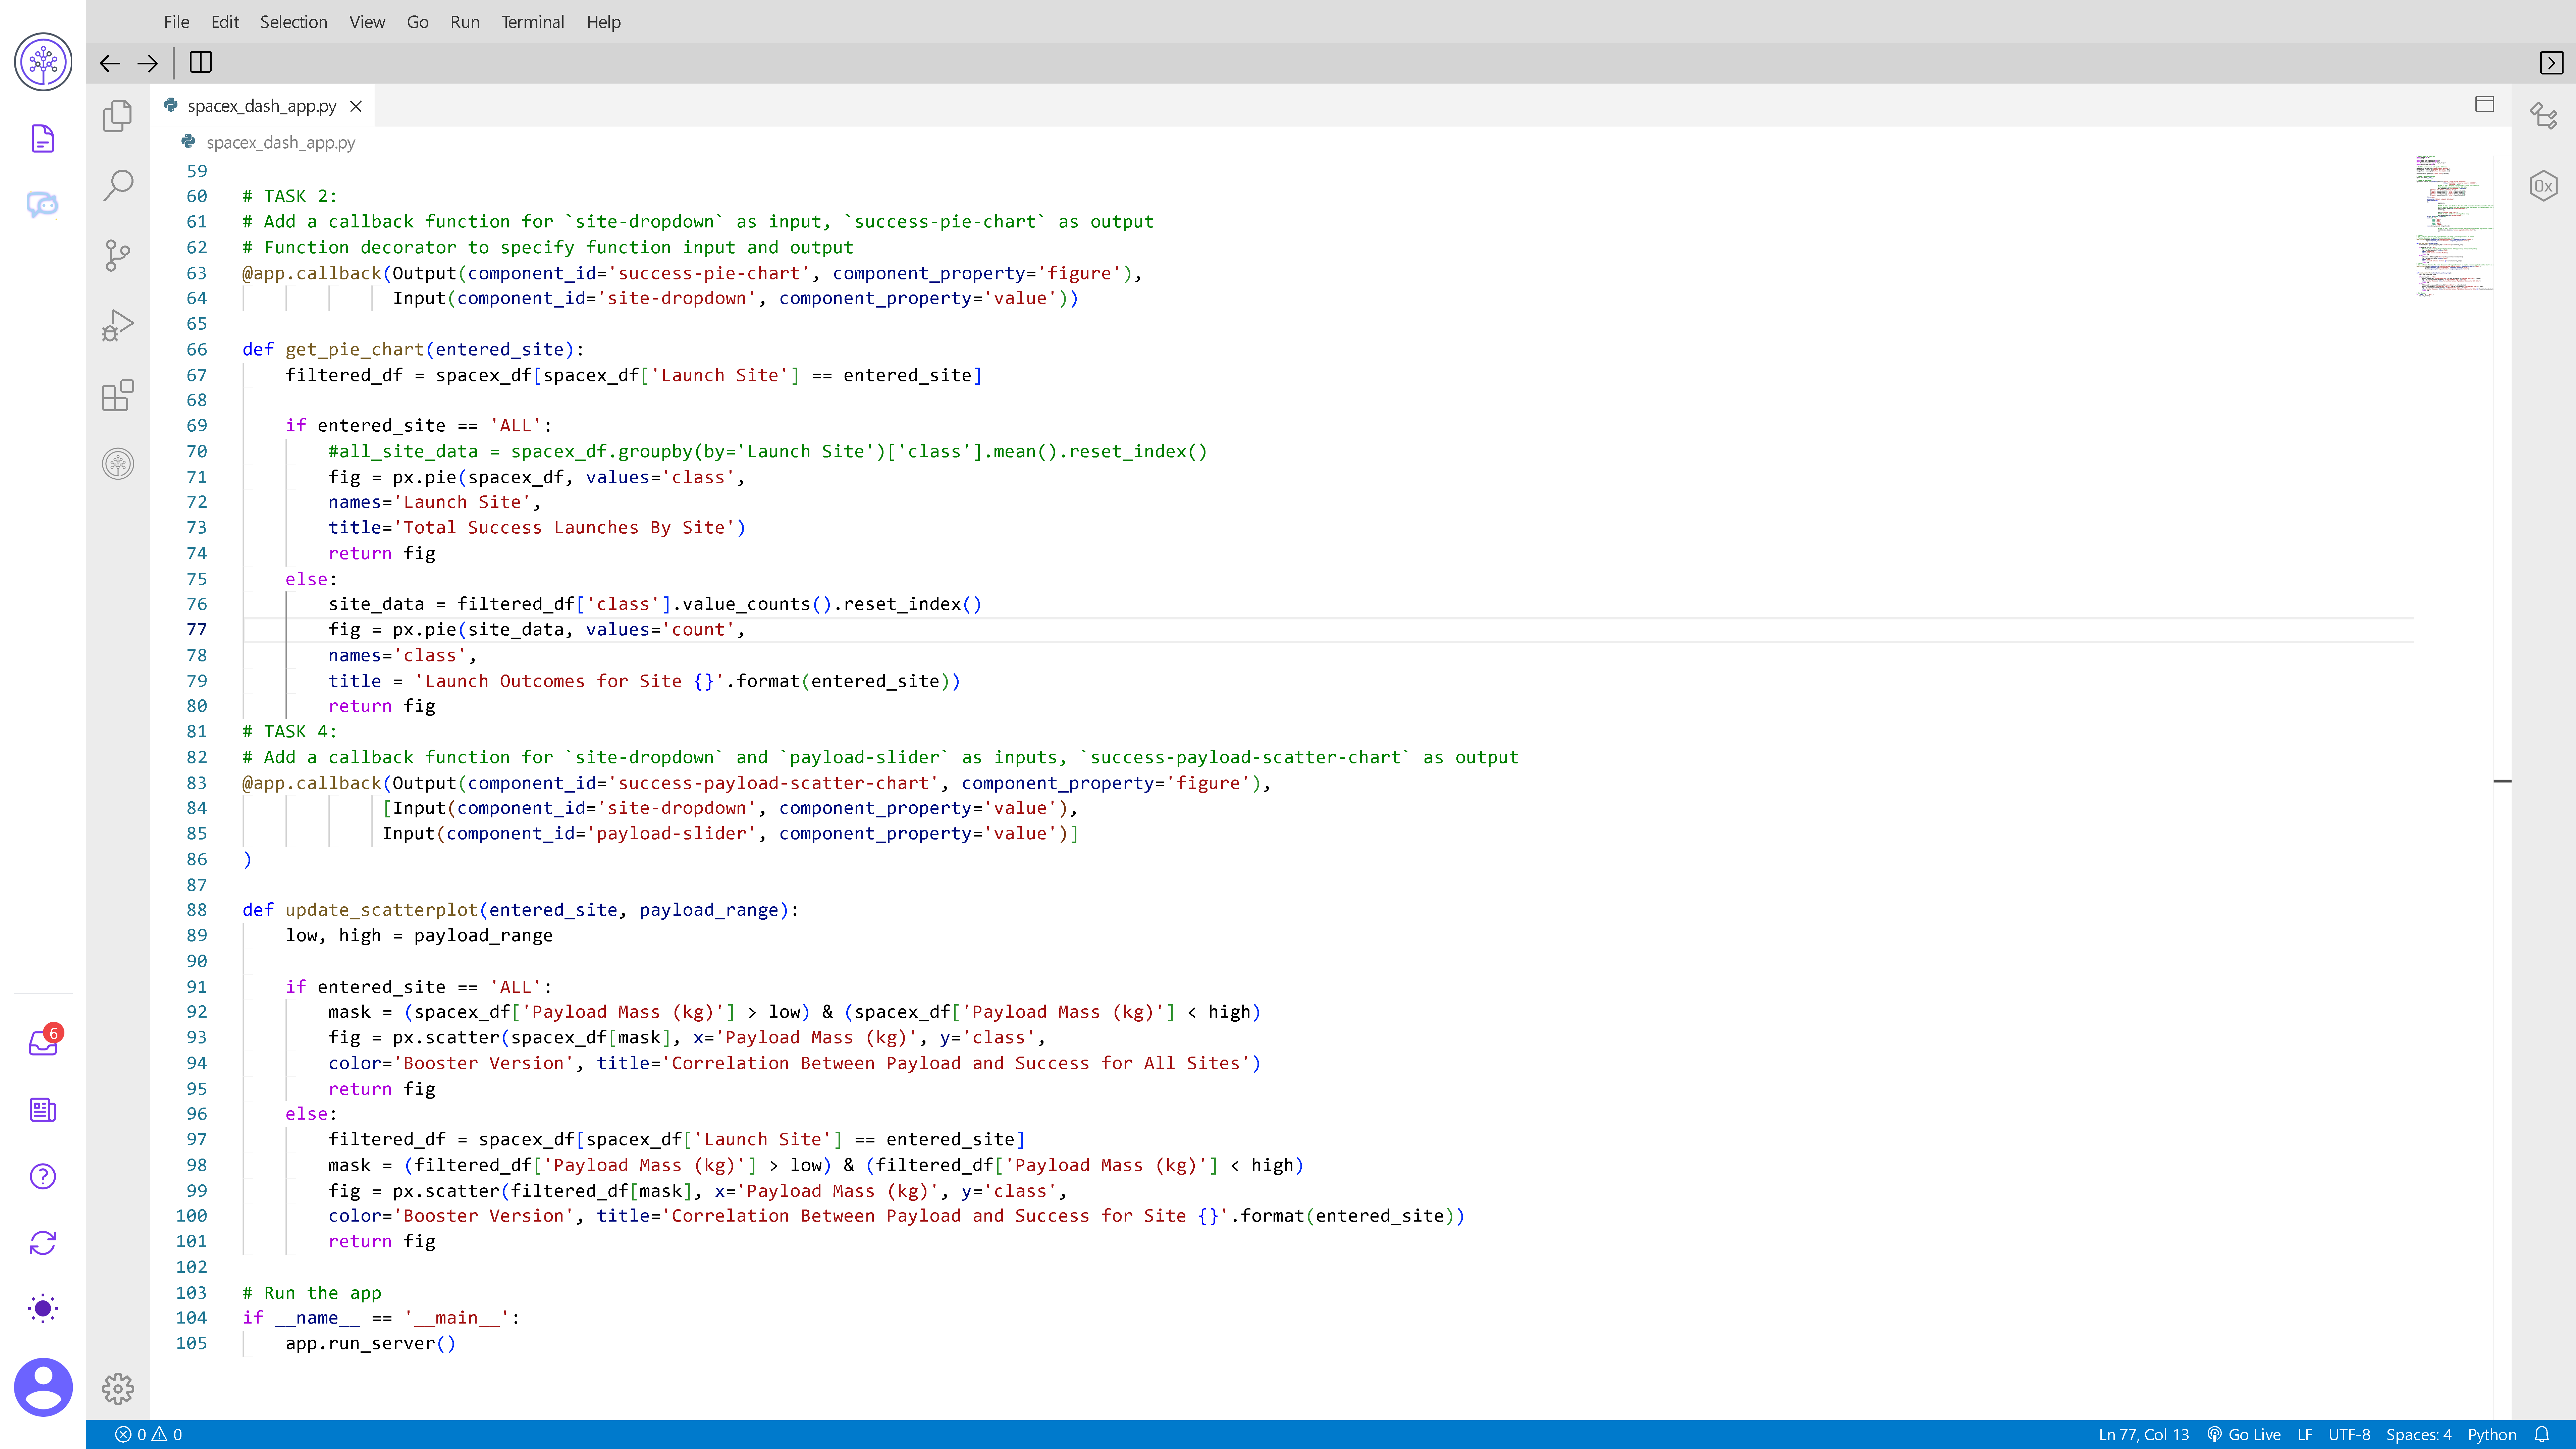 File Edit Selection View Go Run Terminal Help
spacex_dash_app.py
spacex_dash_app.py
59
60 # TASK 2:
61 # Add a callback function for `site-dropdown` as input, `success-pie-chart` as output
62 # Function decorator to specify function input and output
63 @app.callback(Output(component_id='success-pie-chart', component_property='figure'),
64               Input(component_id='site-dropdown', component_property='value'))
65
66 def get_pie_chart(entered_site):
67     filtered_df = spacex_df[spacex_df['Launch Site'] == entered_site]
68
69     if entered_site == 'ALL':
70         #all_site_data = spacex_df.groupby(by='Launch Site')['class'].mean().reset_index()
71         fig = px.pie(spacex_df, values='class',
72         names='Launch Site',
73         title='Total Success Launches By Site')
74         return fig
75     else:
76         site_data = filtered_df['class'].value_counts().reset_index()
77         fig = px.pie(site_data, values='count',
78         names='class',
79         title = 'Launch Outcomes for Site {}'.format(entered_site))
80         return fig
81 # TASK 4:
82 # Add a callback function for `site-dropdown` and `payload-slider` as inputs, `success-payload-scatter-chart` as output
83 @app.callback(Output(component_id='success-payload-scatter-chart', component_property='figure'),
84              [Input(component_id='site-dropdown', component_property='value'),
85              Input(component_id='payload-slider', component_property='value')]
86 )
87
88 def update_scatterplot(entered_site, payload_range):
89     low, high = payload_range
90
91     if entered_site == 'ALL':
92         mask = (spacex_df['Payload Mass (kg)'] > low) & (spacex_df['Payload Mass (kg)'] < high)
93         fig = px.scatter(spacex_df[mask], x='Payload Mass (kg)', y='class',
94         color='Booster Version', title='Correlation Between Payload and Success for All Sites')
95         return fig
96     else:
97         filtered_df = spacex_df[spacex_df['Launch Site'] == entered_site]
98         mask = (filtered_df['Payload Mass (kg)'] > low) & (filtered_df['Payload Mass (kg)'] < high)
99         fig = px.scatter(filtered_df[mask], x='Payload Mass (kg)', y='class',
100         color='Booster Version', title='Correlation Between Payload and Success for Site {}'.format(entered_site))
101         return fig
102
103 # Run the app
104 if __name__ == '__main__':
105     app.run_server()
6
0x
0 0 Ln 77, Col 13 Go Live LF UTF-8 Spaces: 4 Python